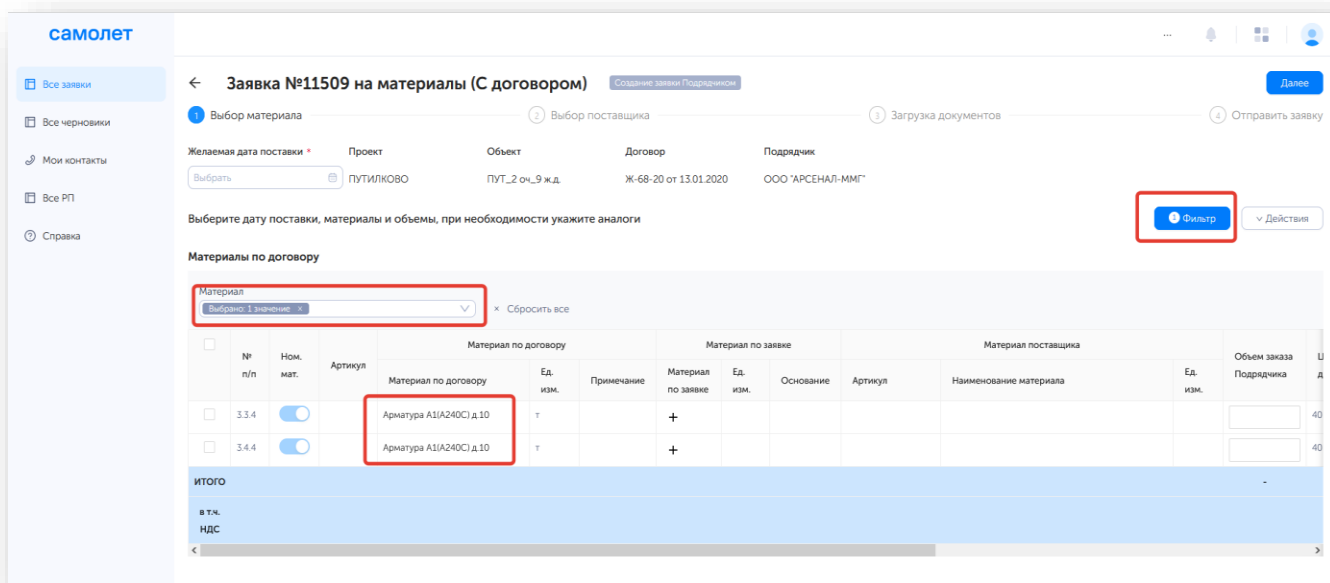 самолет
...
Все заявки
Все черновики
Мои контакты
Все РП
Справка
Заявка №11509 на материалы (С договором)
Создание заявки Подрядчиком
Далее
1 Выбор материала
2 Выбор поставщика
3 Загрузка документов
4 Отправить заявку
Желаемая дата поставки * Проект Объект Договор Подрядчик
Выбрать ПУТИЛКОВО ПУТ_2 оч_9 ж.д. Ж-68-20 от 13.01.2020 ООО "АРСЕНАЛ-ММГ"
Выберите дату поставки, материалы и объемы, при необходимости укажите аналоги
1 Фильтр
Действия
Материалы по договору
Материал
Выбрано: 1 значение ×
× Сбросить все
Материал по договору Материал по заявке Материал поставщика
№ п/п Ном. мат. Артикул Материал по договору Ед. изм. Примечание Материал по заявке Ед. изм. Основание Артикул Наименование материала Ед. изм. Объем заказа Подрядчика
3.3.4 Арматура А1(А240С) д.10 т + 40
3.4.4 Арматура А1(А240С) д.10 т + 40
ИТОГО -
в т.ч.
НДС